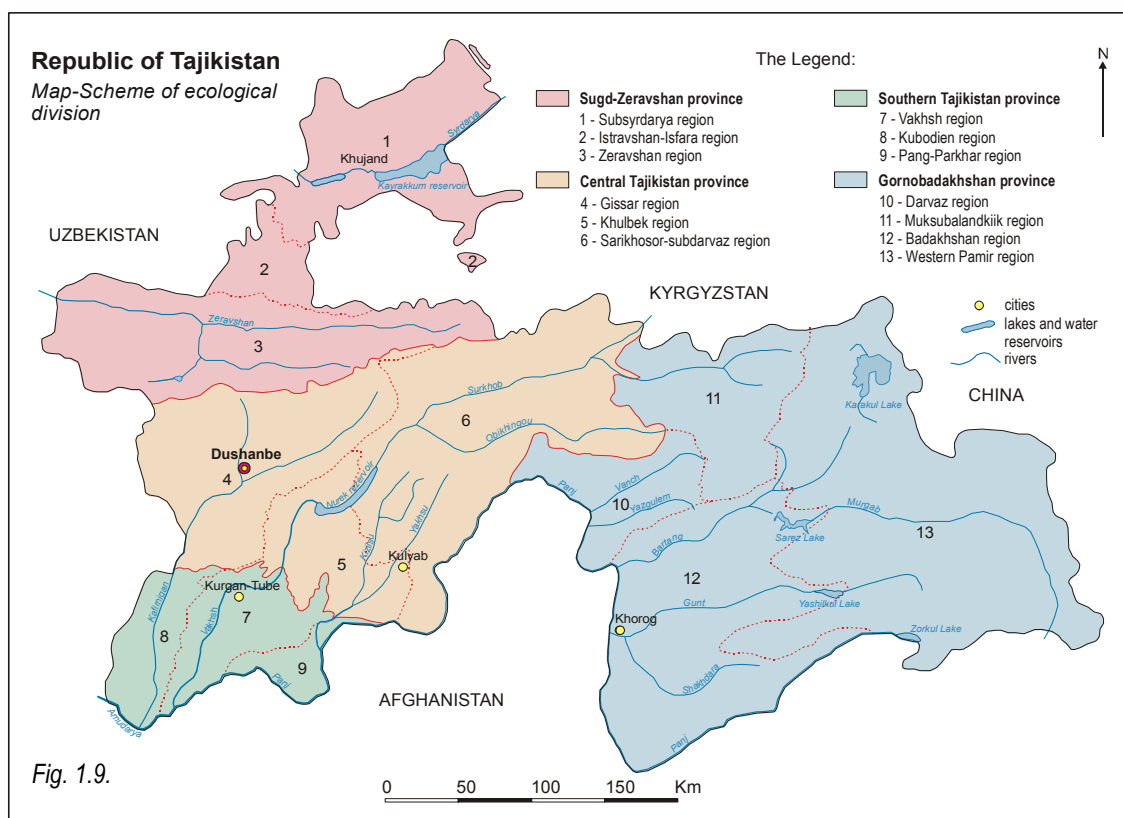 Republic of Tajikistan
Map-Scheme of ecological
division
The Legend:
N
Sugd-Zeravshan province
1 - Subsyrdarya region
2 - Istravshan-Isfara region
3 - Zeravshan region
Central Tajikistan province
4 - Gissar region
5 - Khulbek region
6 - Sarikhosor-subdarvaz region
Southern Tajikistan province
7 - Vakhsh region
8 - Kubodien region
9 - Pang-Parkhar region
Gornobadakhshan province
10 - Darvaz region
11 - Muksubalandkiik region
12 - Badakhshan region
13 - Western Pamir region
cities
lakes and water
reservoirs
rivers
Syrdarya
1
Khujand
Kayrakkum reservoir
UZBEKISTAN
2
2
KYRGYZSTAN
Zeravshan
3
CHINA
Surkhob
11
Karakul Lake
6
Obikhingou
Dushanbe
4
Nurek rezervoir
Panj
Vanch
10
Yazgulem
Bartang
Sarez Lake
Murgab
13
Kizilsu
Yakhsu
5
Kulyab
12
Gunt
Yashilkul Lake
Kurgan-Tube
Kafirnigan
Vakhsh
7
8
Khorog
Zorkul Lake
9
Panj
Shakhdara
AFGHANISTAN
Amudarya
Panj
Fig. 1.9.
0 50 100 150 Km